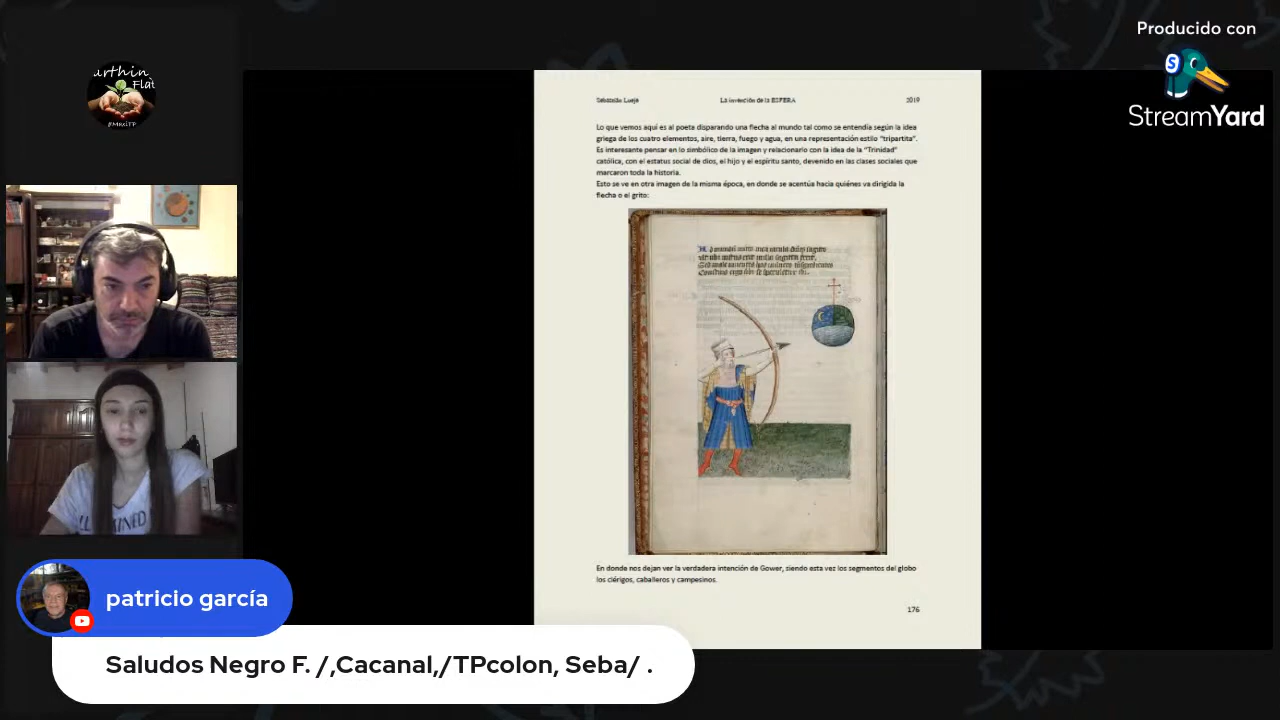 Producido con
StreamYard
urthin
Flat
#MaxiTP
Sebastián Luejé La invención de la ESFERA 2019
Lo que vemos aquí es al poeta disparando una flecha al mundo tal como se entendía según la idea
griega de los cuatro elementos, aire, tierra, fuego y agua, en una representación estilo "tripartita".
Es interesante pensar en lo simbólico de la imagen y relacionarlo con la idea de la "Trinidad"
católica, con el estatus social de dios, el hijo y el espíritu santo, devenido en las clases sociales que
marcaron toda la historia.
Esto se ve en otra imagen de la misma época, en donde se acentúa hacia quiénes va dirigida la
flecha o el grito:
En donde nos dejan ver la verdadera intención de Gower, siendo esta vez los segmentos del globo
los clérigos, caballeros y campesinos.
176
patricio garcía
Saludos Negro F. /,Cacanal,/TPcolon, Seba/ .